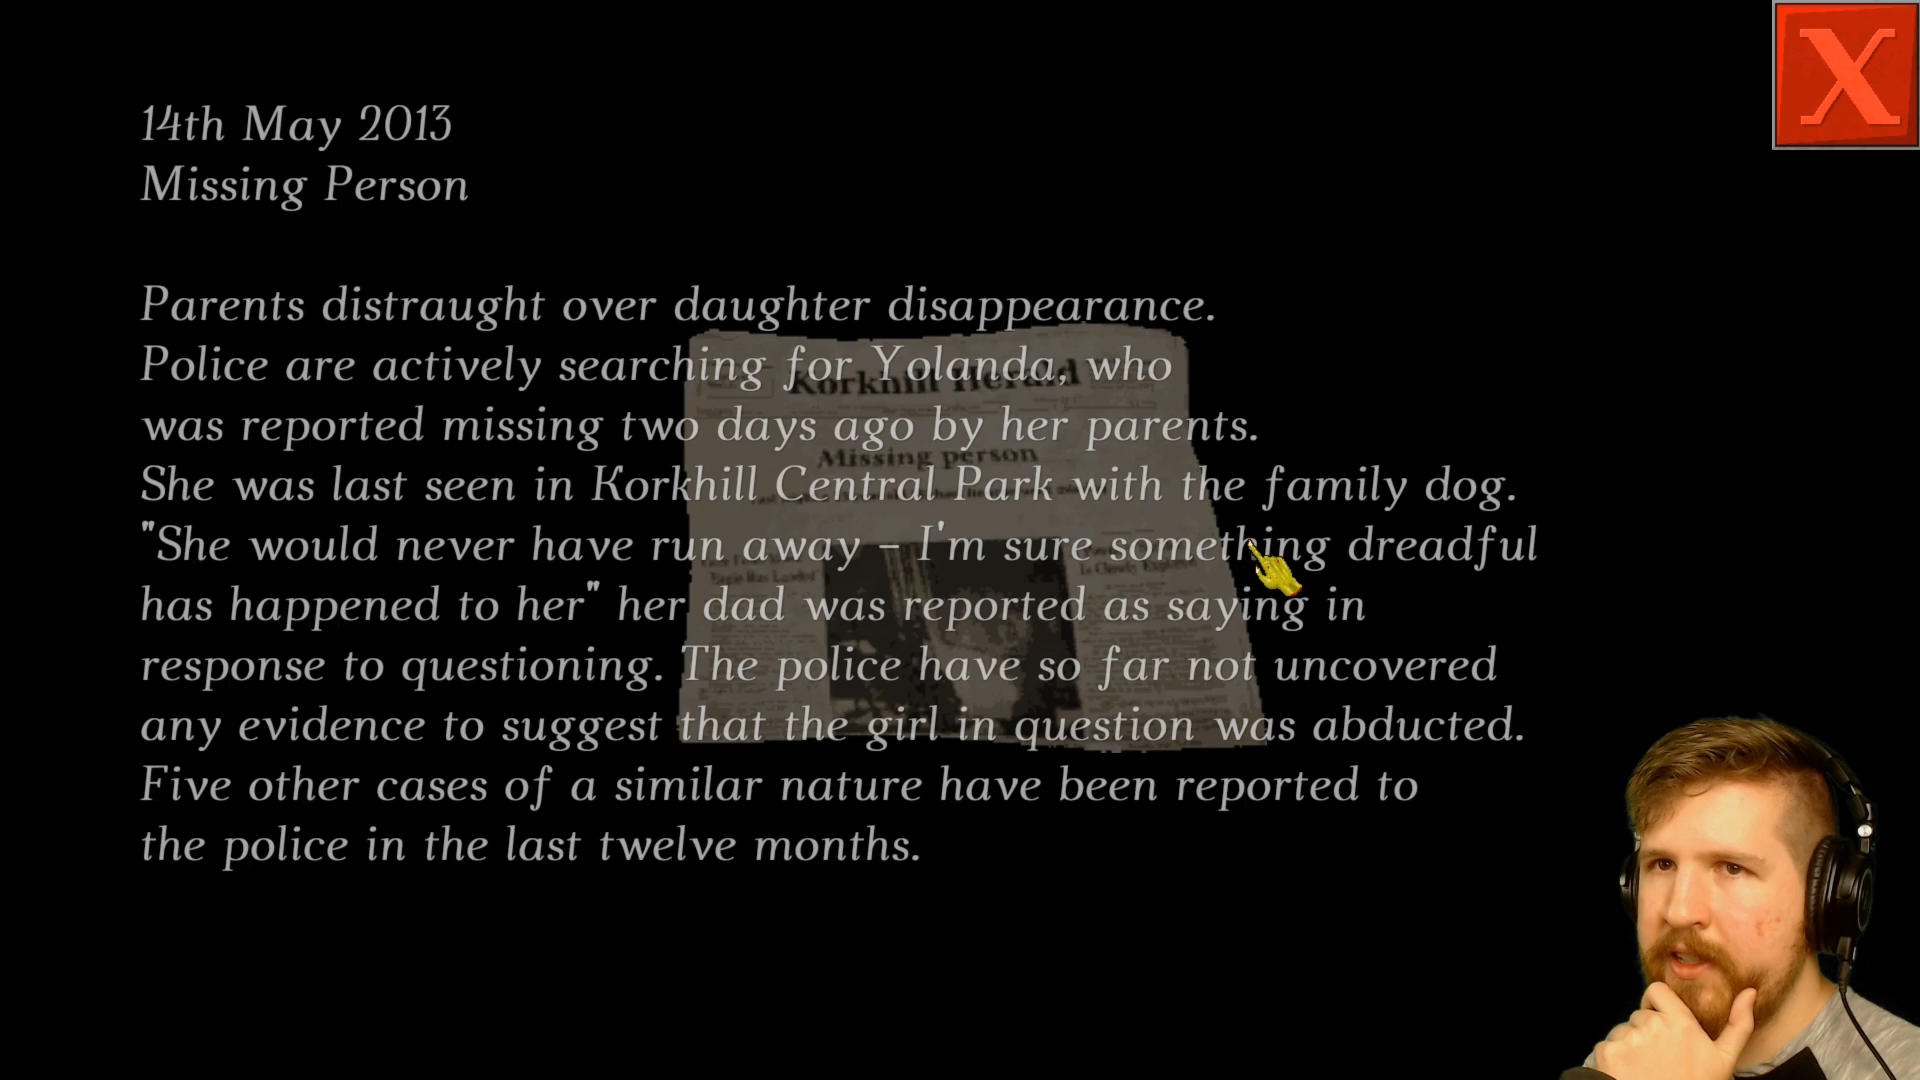 X
14th May 2013
Missing Person
Parents distraught over daughter disappearance.
Police are actively searching for Yolanda, who
was reported missing two days ago by her parents.
She was last seen in Korkhill Central Park with the family dog.
"She would never have run away – I'm sure something dreadful
has happened to her" her dad was reported as saying in
response to questioning. The police have so far not uncovered
any evidence to suggest that the girl in question was abducted.
Five other cases of a similar nature have been reported to
the police in the last twelve months.
Korkhill Herald
Missing person